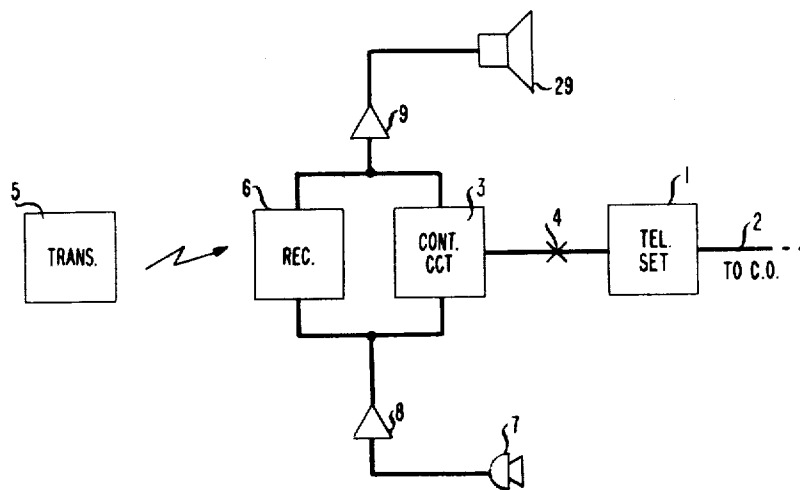 29
9
5
TRANS.
6
REC.
3
CONT.
CCT
4
1
TEL.
SET
2
TO C.O.
8
7